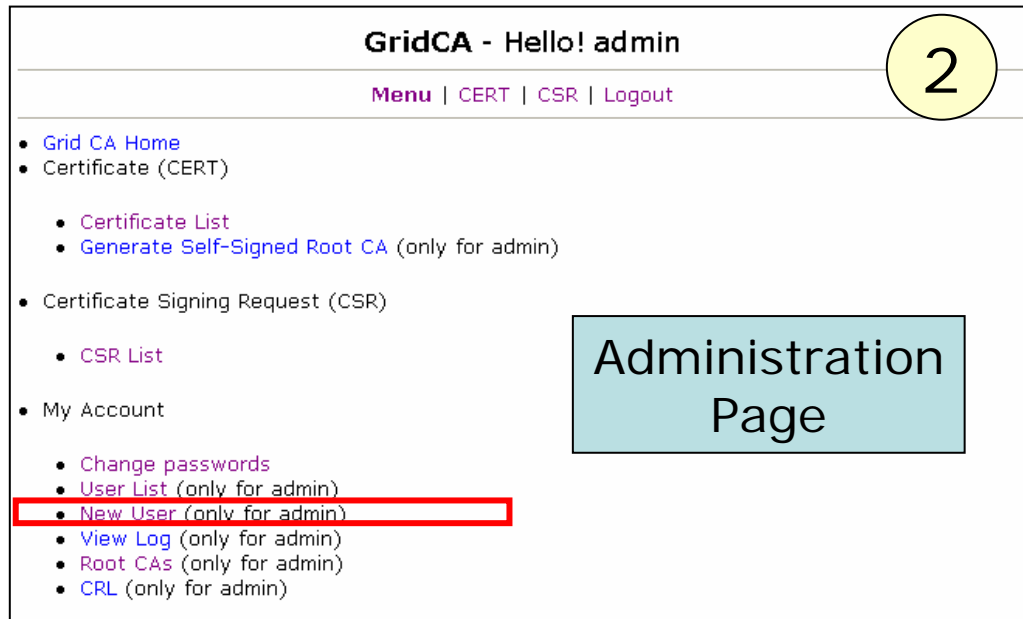 GridCA - Hello! admin
2
Menu | CERT | CSR | Logout
Grid CA Home
Certificate (CERT)
Certificate List
Generate Self-Signed Root CA (only for admin)
Certificate Signing Request (CSR)
CSR List
Administration
Page
My Account
Change passwords
User List (only for admin)
New User (only for admin)
View Log (only for admin)
Root CAs (only for admin)
CRL (only for admin)